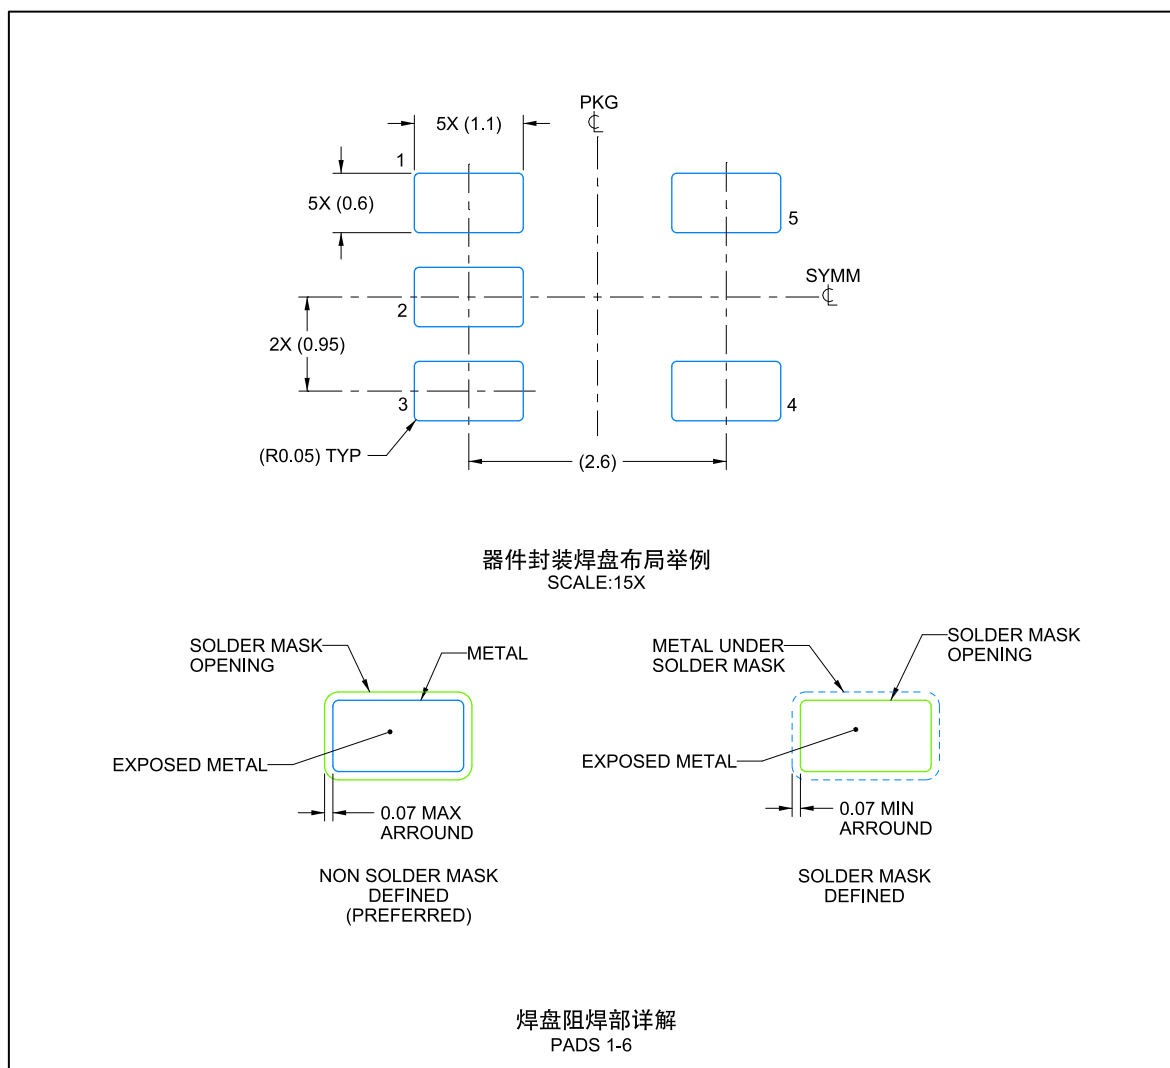 PKG
5X (1.1)
1
5X (0.6)
5
SYMM
2
2X (0.95)
3
4
(R0.05) TYP
(2.6)
器件封装焊盘布局举例
SCALE:15X
SOLDER MASK
OPENING
METAL
EXPOSED METAL
0.07 MAX
ARROUND
NON SOLDER MASK
DEFINED
(PREFERRED)
METAL UNDER
SOLDER MASK
SOLDER MASK
OPENING
EXPOSED METAL
0.07 MIN
ARROUND
SOLDER MASK
DEFINED
焊盘阻焊部详解
PADS 1-6